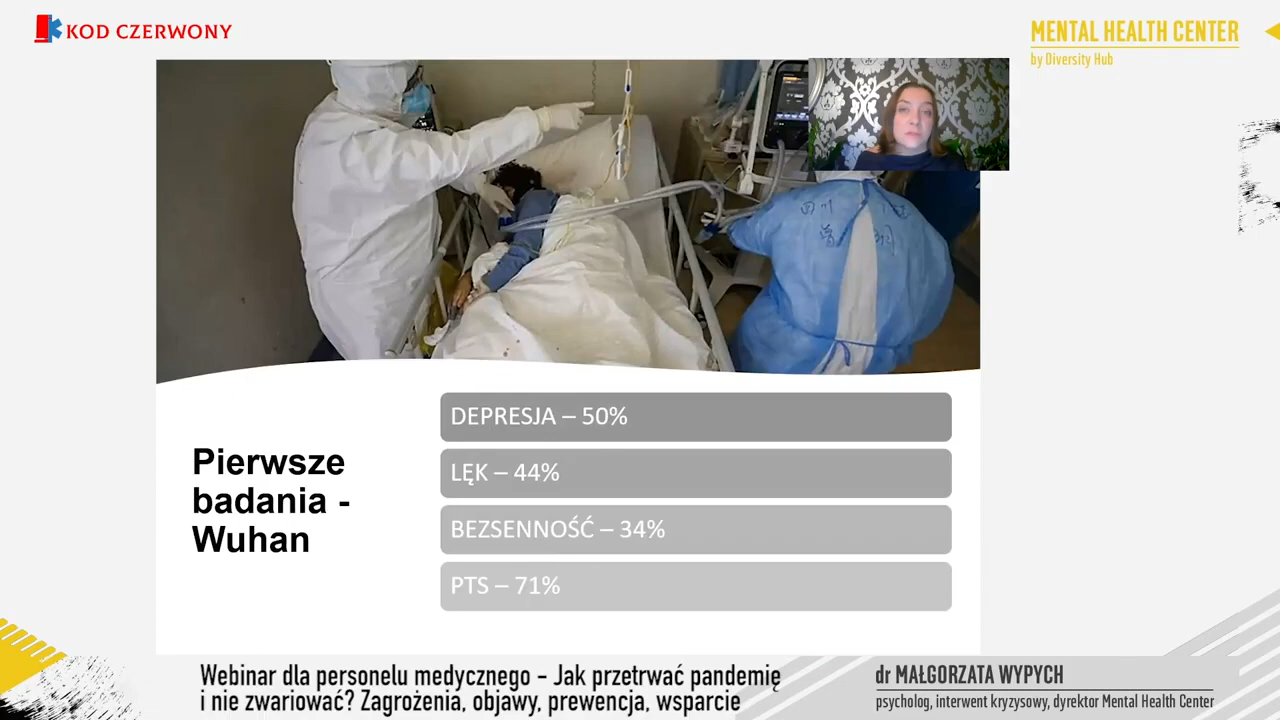 KOD CZERWONY
MENTAL HEALTH CENTER
by Diversity Hub
DEPRESJA – 50%
LĘK – 44%
BEZSENNOŚĆ – 34%
PTS – 71%
Pierwsze
badania -
Wuhan
Webinar dla personelu medycznego – Jak przetrwać pandemię
i nie zwariować? Zagrożenia, objawy, prewencja, wsparcie
dr MAŁGORZATA WYPYCH
psycholog, interwent kryzysowy, dyrektor Mental Health Center